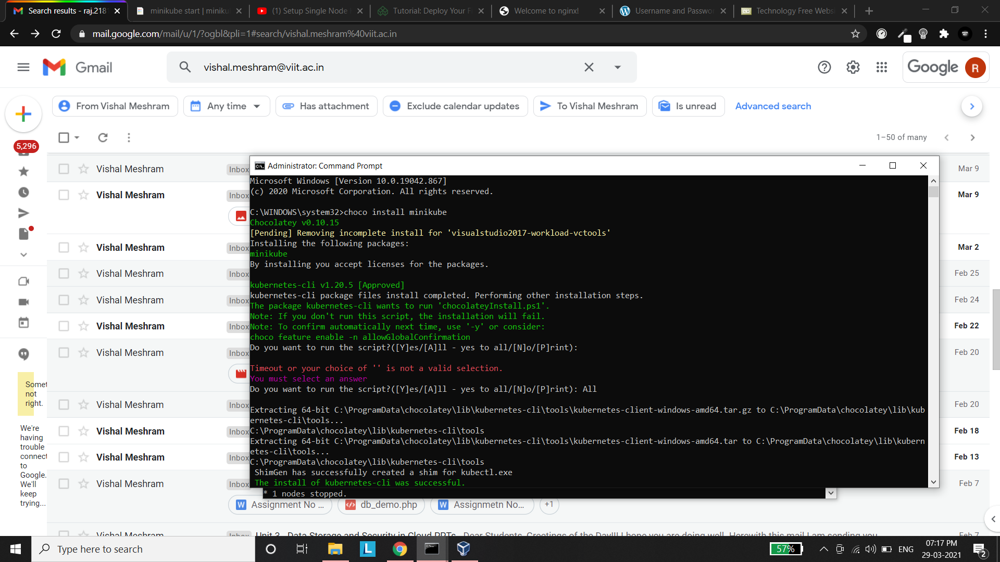 Search results - raj.218
minikube start | miniku
(1) Setup Single Node
Tutorial: Deploy Your F
Welcome to nginx!
Username and Passwo
Technology Free Webs
mail.google.com/mail/u/1/?ogbl&pli=1#search/vishal.meshram%40viit.ac.in
Gmail
vishal.meshram@viit.ac.in
Google
R
From Vishal Meshram
Any time
Has attachment
Exclude calendar updates
To Vishal Meshram
Is unread
Advanced search
1–50 of many
5,296
Vishal Meshram Inbox Mar 9
Vishal Meshram Inbox Mar 9
Vishal Meshram Inbox Mar 2
Vishal Meshram Inbox Feb 25
Vishal Meshram Inbox Feb 24
Vishal Meshram Inbox Feb 22
Vishal Meshram Inbox Feb 20
Vishal Meshram Inbox Feb 20
Vishal Meshram Inbox Feb 18
Vishal Meshram Inbox Feb 13
Vishal Meshram Inbox Feb 7
Assignment No ...
db_demo.php
Assignmetn No...
+1
Vishal Meshram Inbox Unit 3 - Data Storage and Security in Cloud PPTs - Dear Students, Greetings of the Day!!! I hope you are doing well. Herewith this mail I am sending you Feb 7
Somet
not
right.
We're
having
trouble
connect
to
Google.
We'll
keep
trying...
Administrator: Command Prompt
Microsoft Windows [Version 10.0.19042.867]
(c) 2020 Microsoft Corporation. All rights reserved.
C:\WINDOWS\system32>choco install minikube
Chocolatey v0.10.15
[Pending] Removing incomplete install for 'visualstudio2017-workload-vctools'
Installing the following packages:
minikube
By installing you accept licenses for the packages.
kubernetes-cli v1.20.5 [Approved]
kubernetes-cli package files install completed. Performing other installation steps.
The package kubernetes-cli wants to run 'chocolateyInstall.ps1'.
Note: If you don't run this script, the installation will fail.
Note: To confirm automatically next time, use '-y' or consider:
choco feature enable -n allowGlobalConfirmation
Do you want to run the script?([Y]es/[A]ll - yes to all/[N]o/[P]rint):
Timeout or your choice of '' is not a valid selection.
You must select an answer
Do you want to run the script?([Y]es/[A]ll - yes to all/[N]o/[P]rint): All
Extracting 64-bit C:\ProgramData\chocolatey\lib\kubernetes-cli\tools\kubernetes-client-windows-amd64.tar.gz to C:\ProgramData\chocolatey\lib\kub
ernetes-cli\tools...
C:\ProgramData\chocolatey\lib\kubernetes-cli\tools
Extracting 64-bit C:\ProgramData\chocolatey\lib\kubernetes-cli\tools\kubernetes-client-windows-amd64.tar to C:\ProgramData\chocolatey\lib\kubern
etes-cli\tools...
C:\ProgramData\chocolatey\lib\kubernetes-cli\tools
ShimGen has successfully created a shim for kubectl.exe
The install of kubernetes-cli was successful.
* 1 nodes stopped.
Type here to search
57%
ENG
07:17 PM
29-03-2021
2